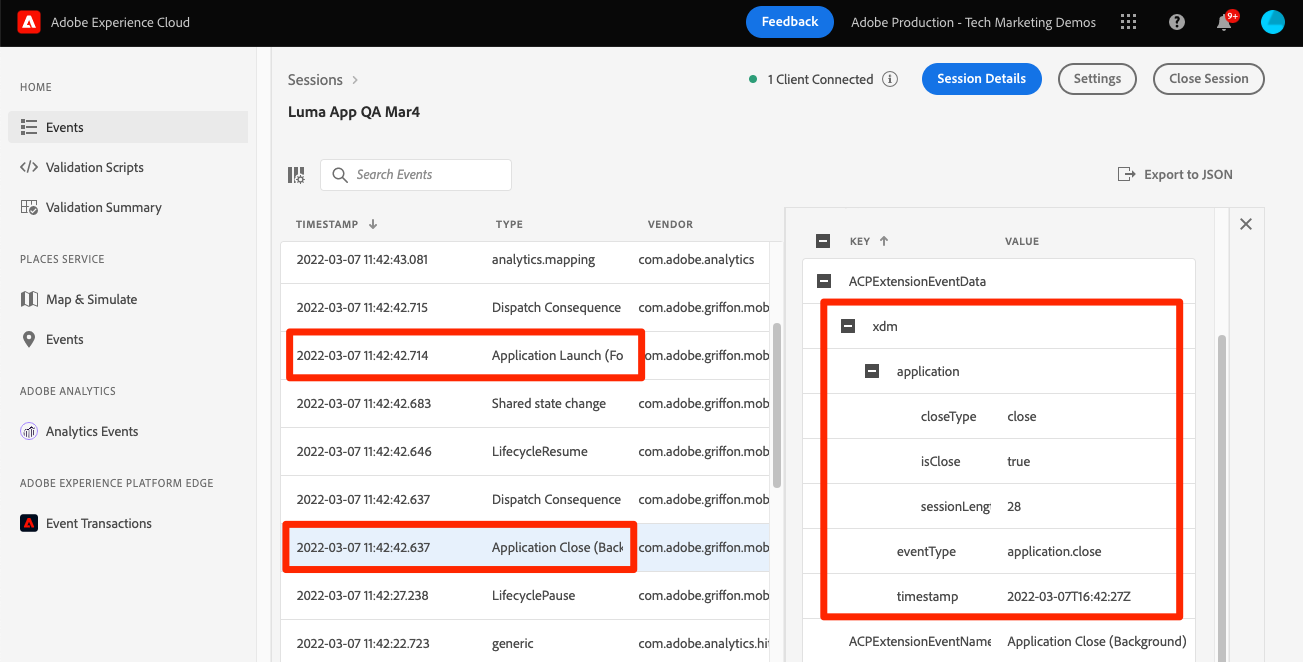 Adobe Experience Cloud
Feedback
Adobe Production - Tech Marketing Demos
9+
HOME
Events
Validation Scripts
Validation Summary
PLACES SERVICE
Map & Simulate
Events
ADOBE ANALYTICS
Analytics Events
ADOBE EXPERIENCE PLATFORM EDGE
Event Transactions
Sessions
1 Client Connected
Session Details
Settings
Close Session
Luma App QA Mar4
Search Events
Export to JSON
TIMESTAMP TYPE VENDOR
2022-03-07 11:42:43.081 analytics.mapping com.adobe.analytics
2022-03-07 11:42:42.715 Dispatch Consequence com.adobe.griffon.mob
2022-03-07 11:42:42.714 Application Launch (Fo om.adobe.griffon.mob
2022-03-07 11:42:42.683 Shared state change com.adobe.griffon.mob
2022-03-07 11:42:42.646 LifecycleResume com.adobe.griffon.mob
2022-03-07 11:42:42.637 Dispatch Consequence com.adobe.griffon.mob
2022-03-07 11:42:42.637 Application Close (Back com.adobe.griffon.mob
2022-03-07 11:42:27.238 LifecyclePause com.adobe.griffon.mob
2022-03-07 11:42:22.723 generic com.adobe.analytics.hi
KEY VALUE
ACPExtensionEventData
xdm
application
closeType close
isClose true
sessionLeng 28
eventType application.close
timestamp 2022-03-07T16:42:27Z
ACPExtensionEventName Application Close (Background)